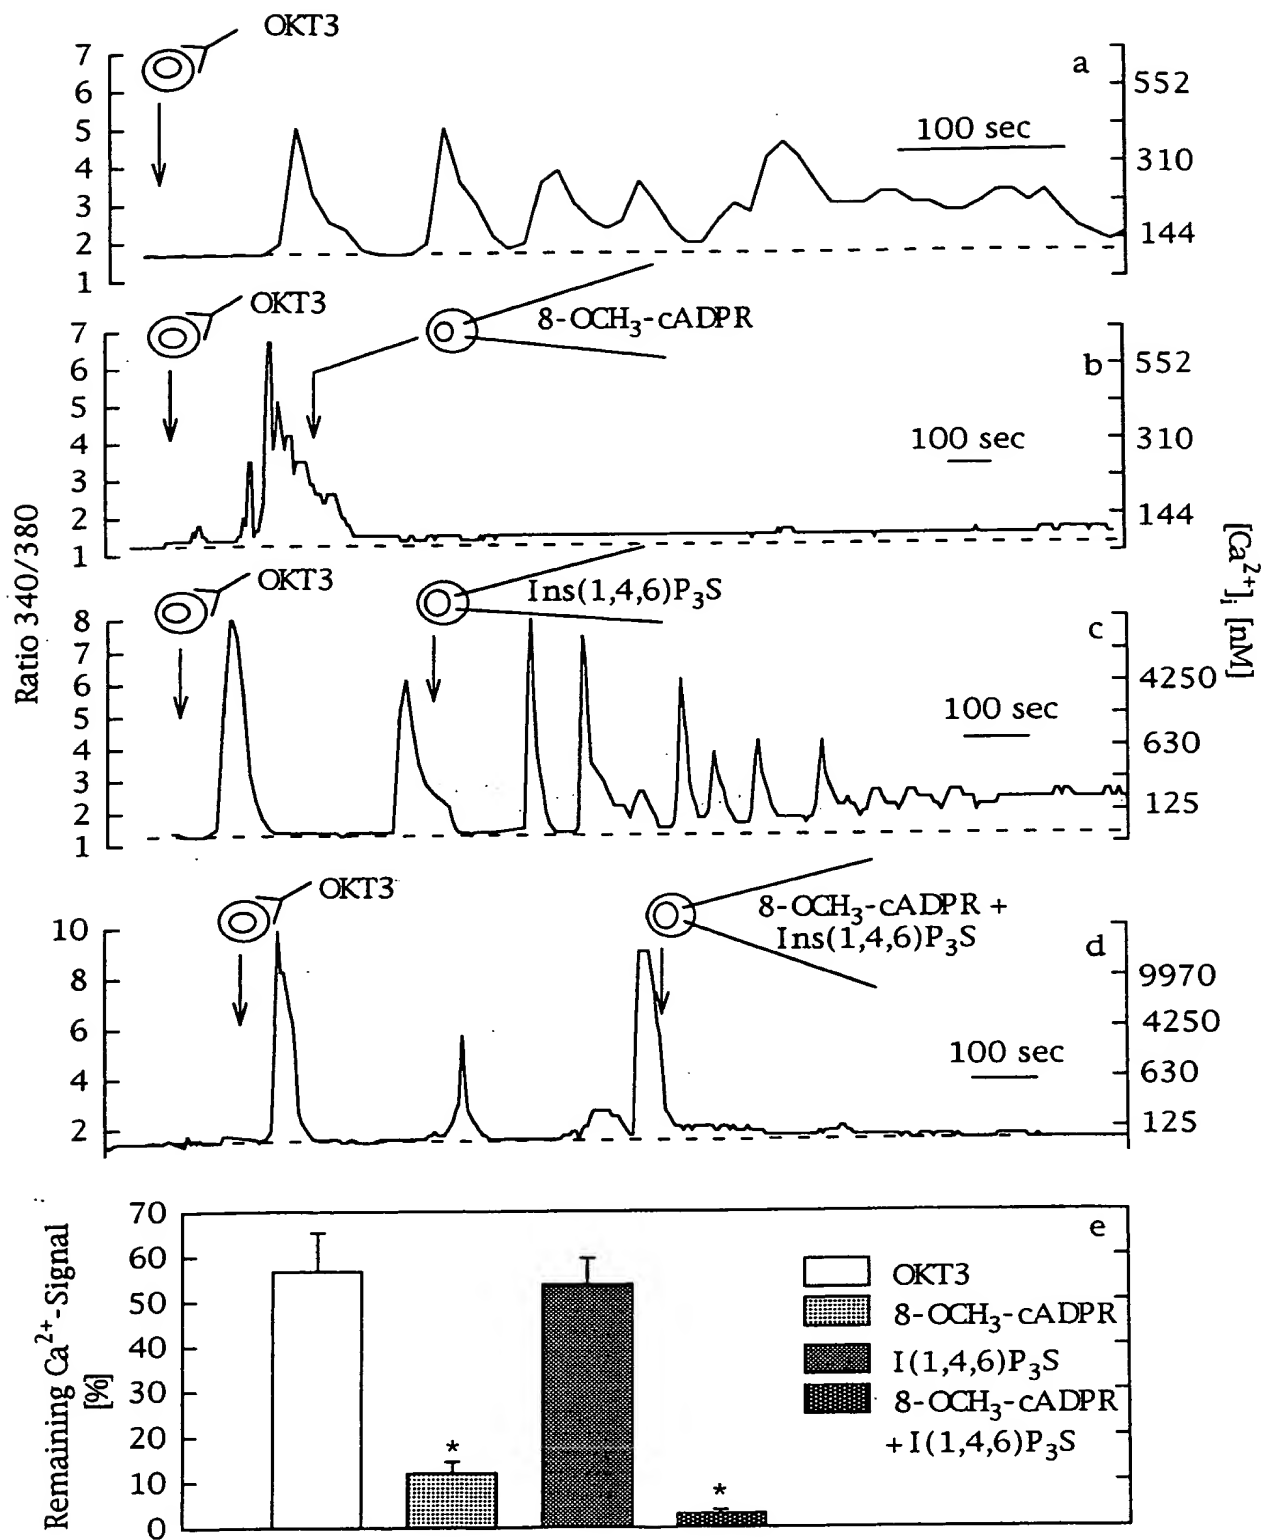 OKT3
a
7
6
5
4
3
2
1
552
310
144
100 sec
OKT3
8-OCH3-cADPR
b
7
6
5
4
3
2
1
552
310
144
100 sec
Ratio 340/380
[Ca2+]i [nM]
OKT3
Ins(1,4,6)P3S
c
8
7
6
5
4
3
2
1
4250
630
125
100 sec
OKT3
8-OCH3-cADPR +
Ins(1,4,6)P3S
d
10
8
6
4
2
9970
4250
630
125
100 sec
Remaining Ca2+-Signal
[%]
70
60
50
40
30
20
10
0
*
*
e
OKT3
8-OCH3-cADPR
I(1,4,6)P3S
8-OCH3-cADPR
+I(1,4,6)P3S